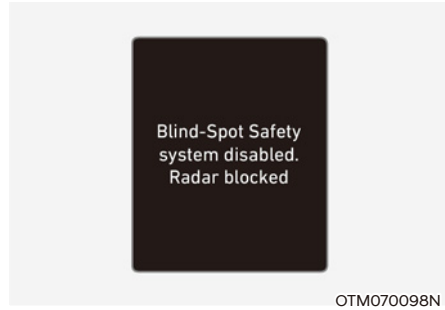 Blind-Spot Safety
system disabled.
Radar blocked
OTM070098N